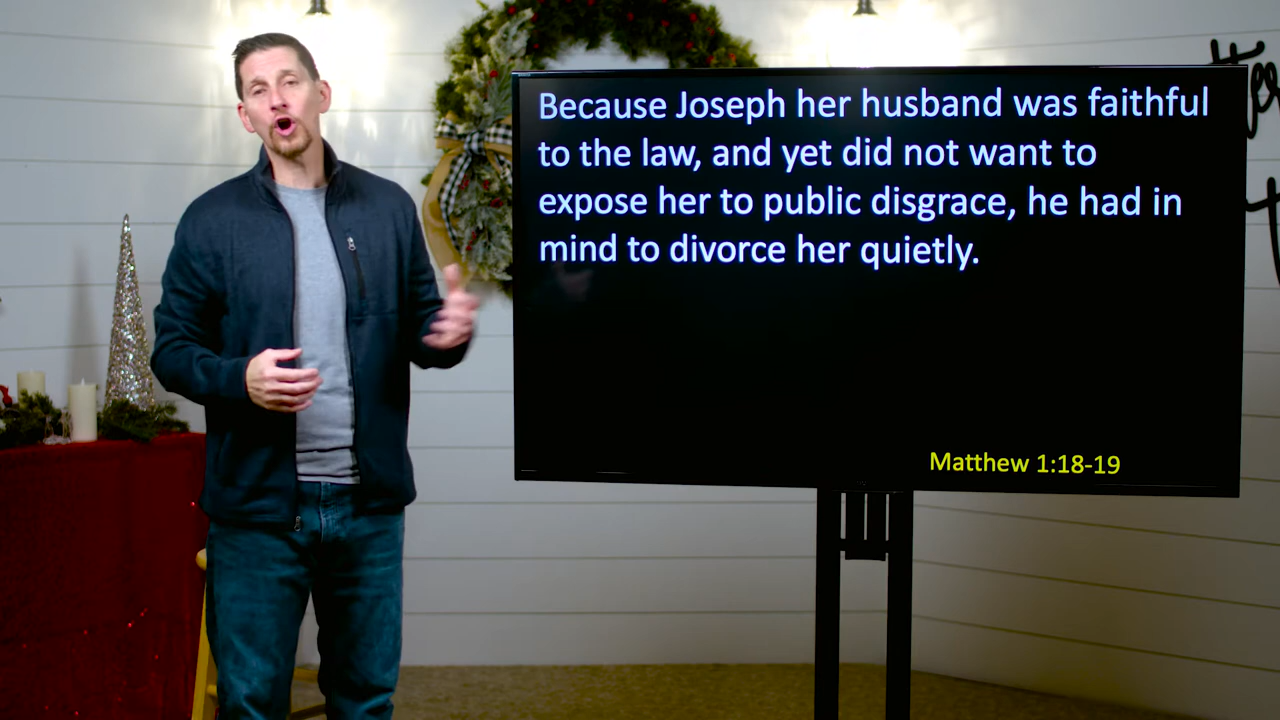 Because Joseph her husband was faithful
to the law, and yet did not want to
expose her to public disgrace, he had in
mind to divorce her quietly.
Matthew 1:18-19